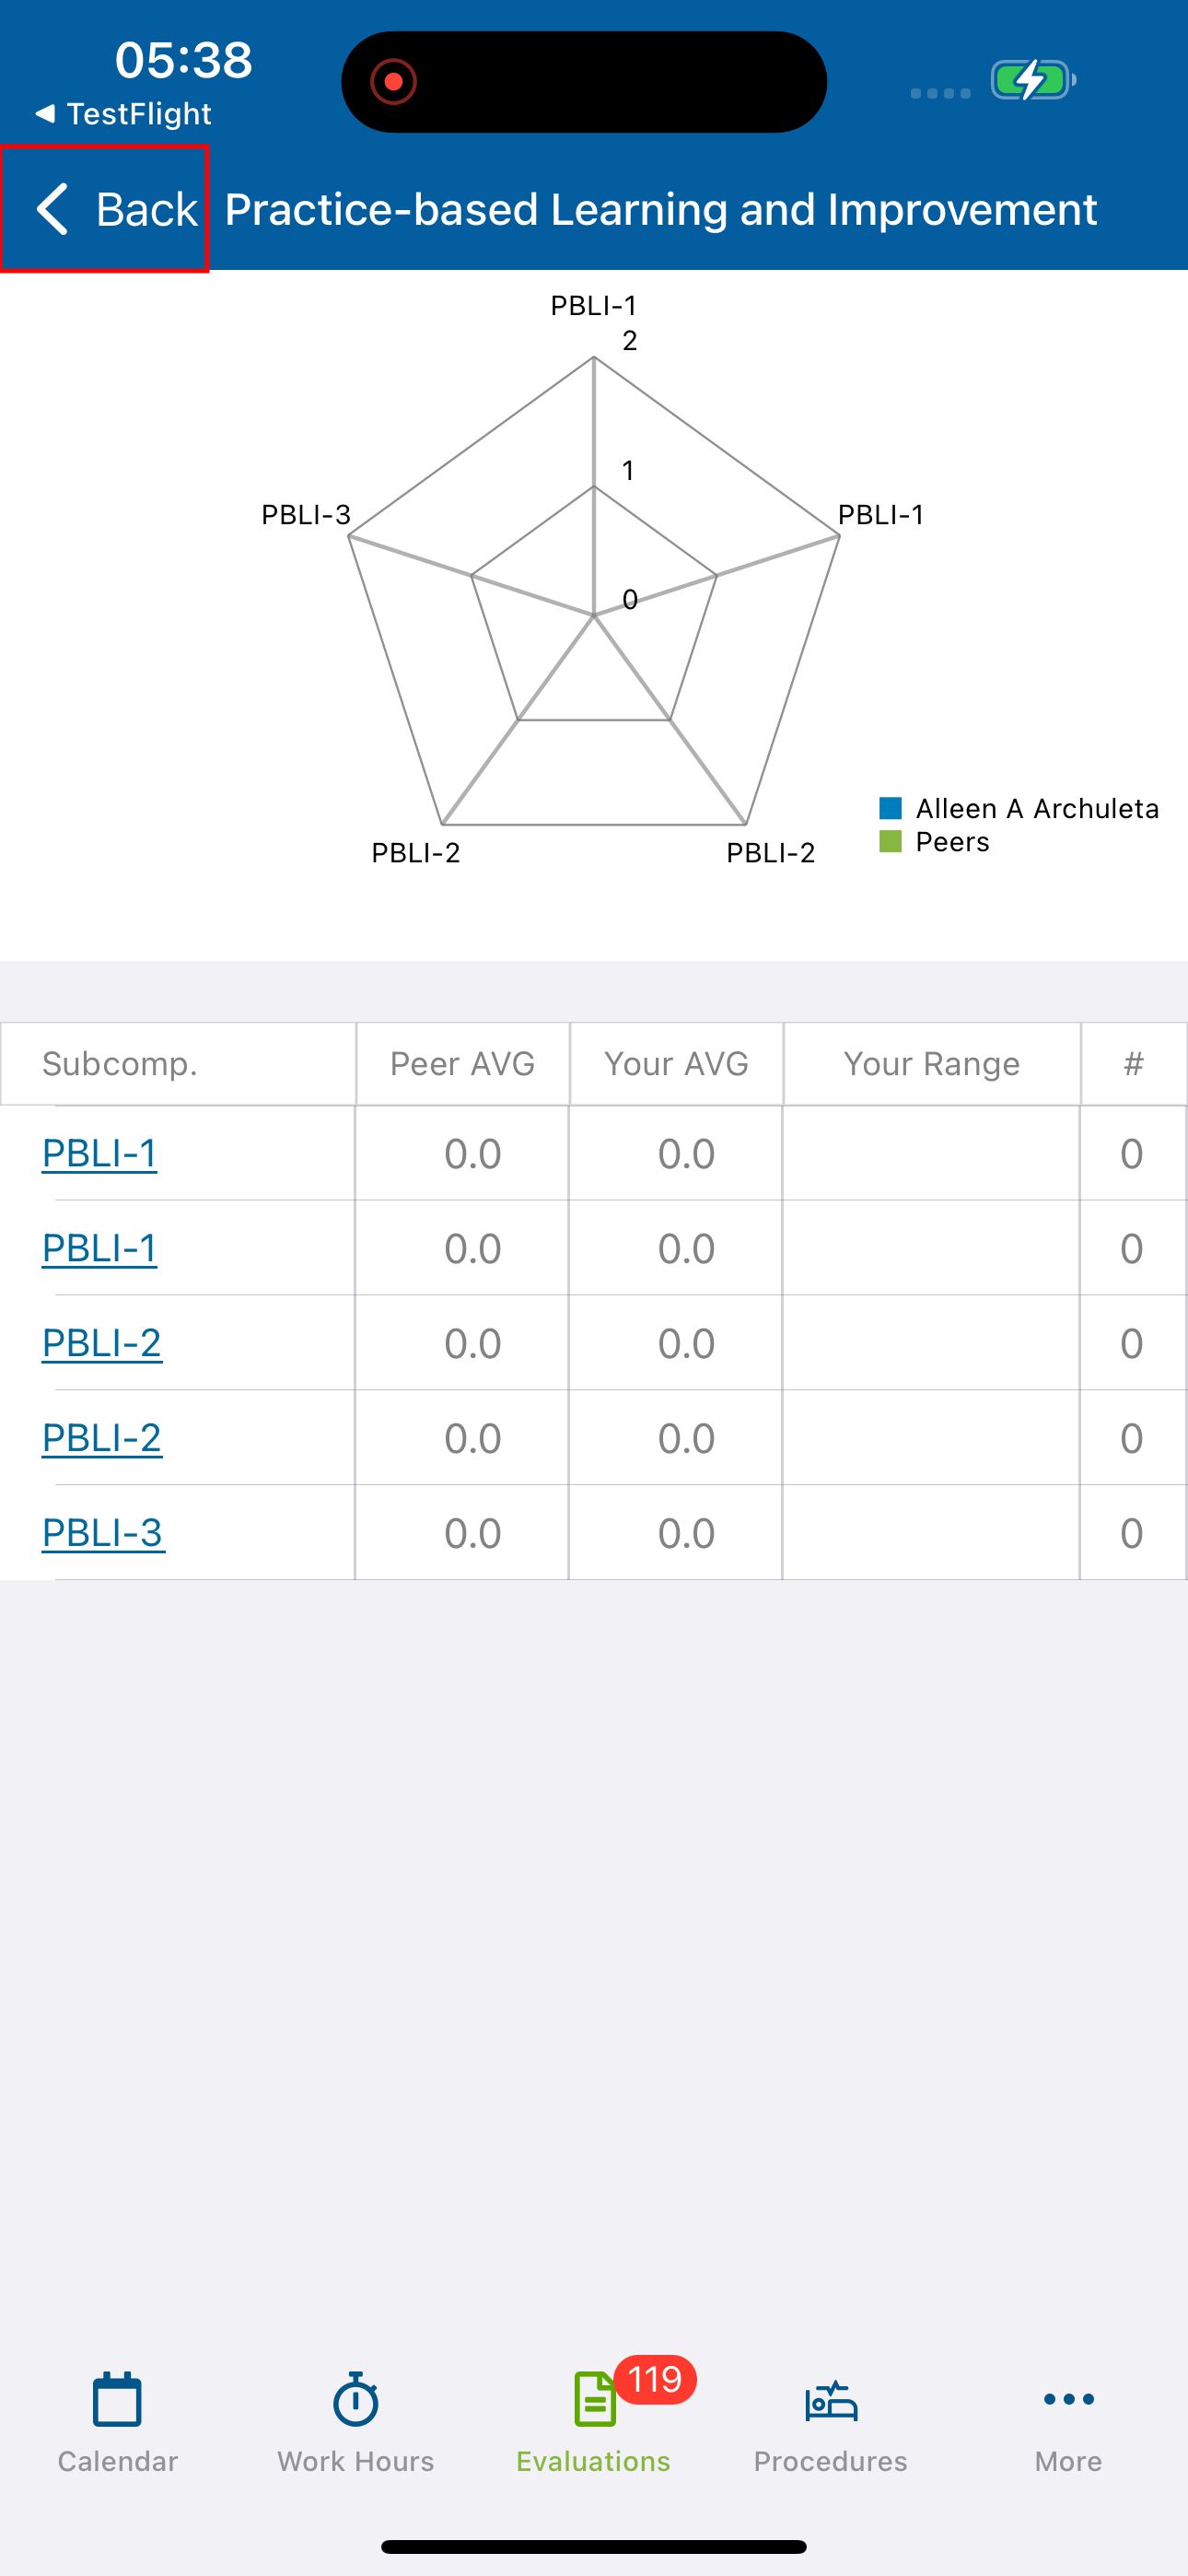 05:38
◀ TestFlight
Back Practice-based Learning and Improvement
PBLI-1
2
1
PBLI-3
PBLI-1
0
Alleen A Archuleta
Peers
PBLI-2
PBLI-2
Subcomp. Peer AVG Your AVG Your Range #
PBLI-1 0.0 0.0 0
PBLI-1 0.0 0.0 0
PBLI-2 0.0 0.0 0
PBLI-2 0.0 0.0 0
PBLI-3 0.0 0.0 0
119
Calendar Work Hours Evaluations Procedures More